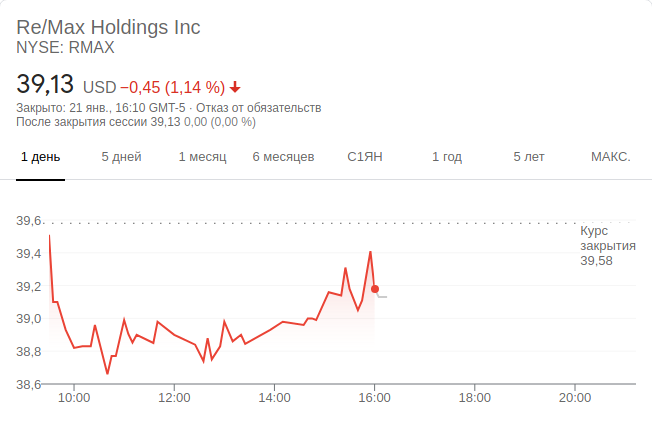 Re/Max Holdings Inc
NYSE: RMAX
39,13 USD −0,45 (1,14 %)
Закрыто: 21 янв., 16:10 GMT-5 · Отказ от обязательств
После закрытия сессии 39,13 0,00 (0,00 %)
1 день 5 дней 1 месяц 6 месяцев С1ЯН 1 год 5 лет МАКС.
39,6
Курс
закрытия
39,58
39,4
39,2
39,0
38,8
38,6
10:00 12:00 14:00 16:00 18:00 20:00